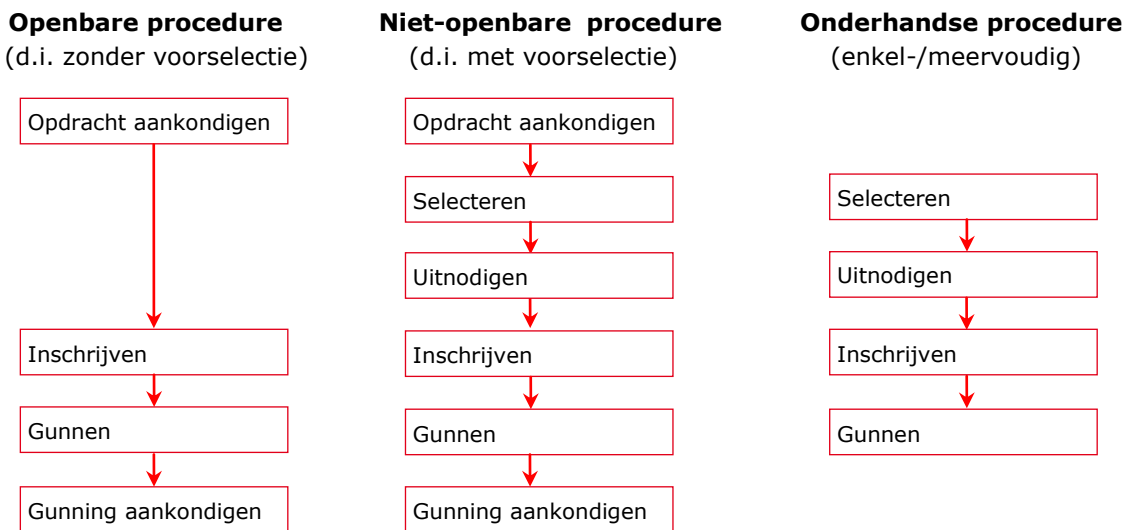 Openbare procedure
(d.i. zonder voorselectie)
Opdracht aankondigen
Inschrijven
Gunnen
Gunning aankondigen
Niet-openbare procedure
(d.i. met voorselectie)
Opdracht aankondigen
Selecteren
Uitnodigen
Inschrijven
Gunnen
Gunning aankondigen
Onderhandse procedure
(enkel-/meervoudig)
Selecteren
Uitnodigen
Inschrijven
Gunnen